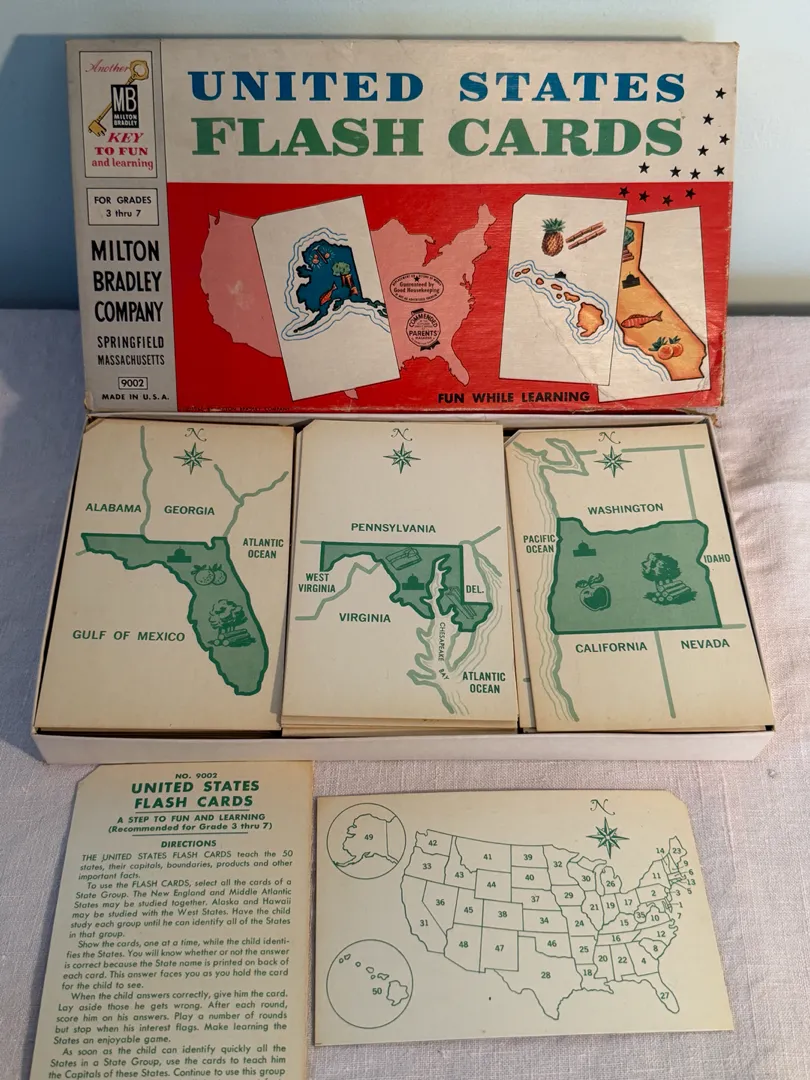 Another
MB
MILTON
BRADLEY
KEY
TO FUN
and learning
UNITED STATES
FLASH CARDS
FOR GRADES
3 thru 7
MILTON
BRADLEY
COMPANY
SPRINGFIELD
MASSACHUSETTS
9002
MADE IN U.S.A.
Guaranteed by
Good Housekeeping
COMMENDED
PARENTS'
MAGAZINE
FUN WHILE LEARNING
N
ALABAMA
GEORGIA
ATLANTIC
OCEAN
GULF OF MEXICO
N
PENNSYLVANIA
WEST
VIRGINIA
DEL.
VIRGINIA
CHESAPEAKE BAY
ATLANTIC
OCEAN
N
WASHINGTON
PACIFIC
OCEAN
IDAHO
CALIFORNIA
NEVADA
NO. 9002
UNITED STATES
FLASH CARDS
A STEP TO FUN AND LEARNING
(Recommended for Grade 3 thru 7)
DIRECTIONS
THE UNITED STATES FLASH CARDS teach the 50
states, their capitals, boundaries, products and other
important facts.
To use the FLASH CARDS, select all the cards of a
State Group. The New England and Middle Atlantic
States may be studied together. Alaska and Hawaii
may be studied with the West States. Have the child
study each group until he can identify all of the States
in that group.
Show the cards, one at a time, while the child identi-
fies the States. You will know whether or not the answer
is correct because the State name is printed on back of
each card. This answer faces you as you hold the card
for the child to see.
When the child answers correctly, give him the card.
Lay aside those he gets wrong. After each round,
score him on his answers. Play a number of rounds
but stop when his interest flags. Make learning the
States an enjoyable game.
As soon as the child can identify quickly all the
States in a State Group, use the cards to teach him
the Capitals of these States. Continue to use this group
N
49
42
41
39
32
14
23
33
43
44
40
30
26
11
9
6
13
5
36
45
38
37
29
21
19
17
2
3
1
35
10
7
31
34
24
15
12
48
47
46
25
16
8
20
22
4
28
18
27
50